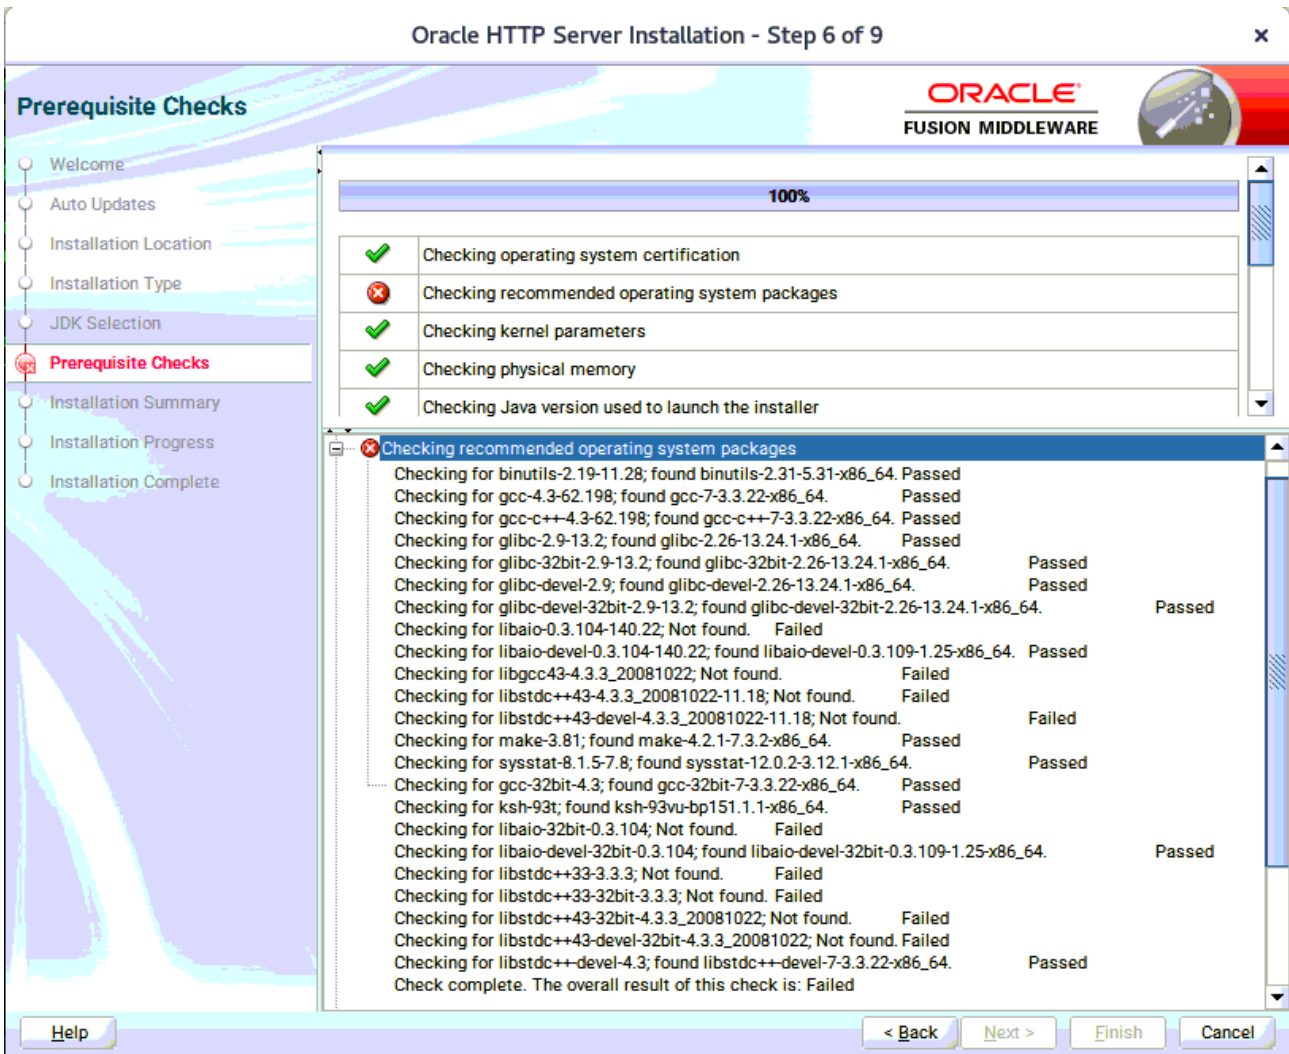 Oracle HTTP Server Installation - Step 6 of 9
Prerequisite Checks
ORACLE
FUSION MIDDLEWARE
Welcome
Auto Updates
Installation Location
Installation Type
JDK Selection
Prerequisite Checks
Installation Summary
Installation Progress
Installation Complete
100%
Checking operating system certification
Checking recommended operating system packages
Checking kernel parameters
Checking physical memory
Checking Java version used to launch the installer
Checking recommended operating system packages
Checking for binutils-2.19-11.28; found binutils-2.31-5.31-x86_64. Passed
Checking for gcc-4.3-62.198; found gcc-7-3.3.22-x86_64. Passed
Checking for gcc-c++-4.3-62.198; found gcc-c++-7-3.3.22-x86_64. Passed
Checking for glibc-2.9-13.2; found glibc-2.26-13.24.1-x86_64. Passed
Checking for glibc-32bit-2.9-13.2; found glibc-32bit-2.26-13.24.1-x86_64. Passed
Checking for glibc-devel-2.9; found glibc-devel-2.26-13.24.1-x86_64. Passed
Checking for glibc-devel-32bit-2.9-13.2; found glibc-devel-32bit-2.26-13.24.1-x86_64. Passed
Checking for libaio-0.3.104-140.22; Not found. Failed
Checking for libaio-devel-0.3.104-140.22; found libaio-devel-0.3.109-1.25-x86_64. Passed
Checking for libgcc43-4.3.3_20081022; Not found. Failed
Checking for libstdc++43-4.3.3_20081022-11.18; Not found. Failed
Checking for libstdc++43-devel-4.3.3_20081022-11.18; Not found. Failed
Checking for make-3.81; found make-4.2.1-7.3.2-x86_64. Passed
Checking for sysstat-8.1.5-7.8; found sysstat-12.0.2-3.12.1-x86_64. Passed
Checking for gcc-32bit-4.3; found gcc-32bit-7-3.3.22-x86_64. Passed
Checking for ksh-93t; found ksh-93vu-bp151.1.1-x86_64. Passed
Checking for libaio-32bit-0.3.104; Not found. Failed
Checking for libaio-devel-32bit-0.3.104; found libaio-devel-32bit-0.3.109-1.25-x86_64. Passed
Checking for libstdc++33-3.3.3; Not found. Failed
Checking for libstdc++33-32bit-3.3.3; Not found. Failed
Checking for libstdc++43-32bit-4.3.3_20081022; Not found. Failed
Checking for libstdc++43-devel-32bit-4.3.3_20081022; Not found. Failed
Checking for libstdc++-devel-4.3; found libstdc++-devel-7-3.3.22-x86_64. Passed
Check complete. The overall result of this check is: Failed
Help
< Back
Next >
Finish
Cancel